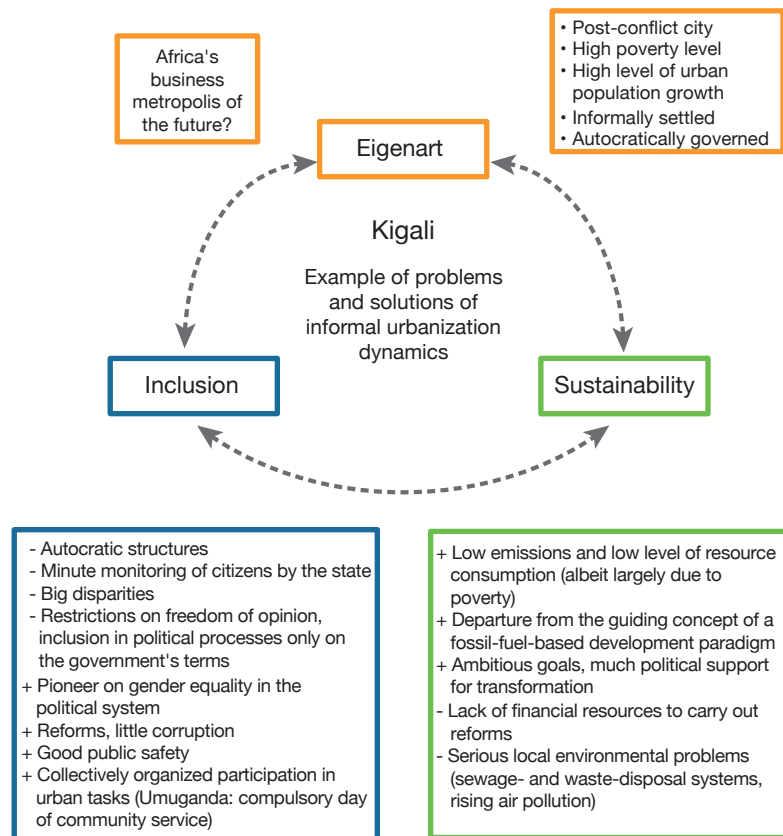 Africa's
business
metropolis of
the future?
• Post-conflict city
• High poverty level
• High level of urban
population growth
• Informally settled
• Autocratically governed
Eigenart
Kigali
Example of problems
and solutions of
informal urbanization
dynamics
Inclusion
Sustainability
- Autocratic structures
- Minute monitoring of citizens by the state
- Big disparities
- Restrictions on freedom of opinion,
inclusion in political processes only on
the government's terms
+ Pioneer on gender equality in the
political system
+ Reforms, little corruption
+ Good public safety
+ Collectively organized participation in
urban tasks (Umuganda: compulsory day
of community service)
+ Low emissions and low level of resource
consumption (albeit largely due to
poverty)
+ Departure from the guiding concept of a
fossil-fuel-based development paradigm
+ Ambitious goals, much political support
for transformation
- Lack of financial resources to carry out
reforms
- Serious local environmental problems
(sewage- and waste-disposal systems,
rising air pollution)